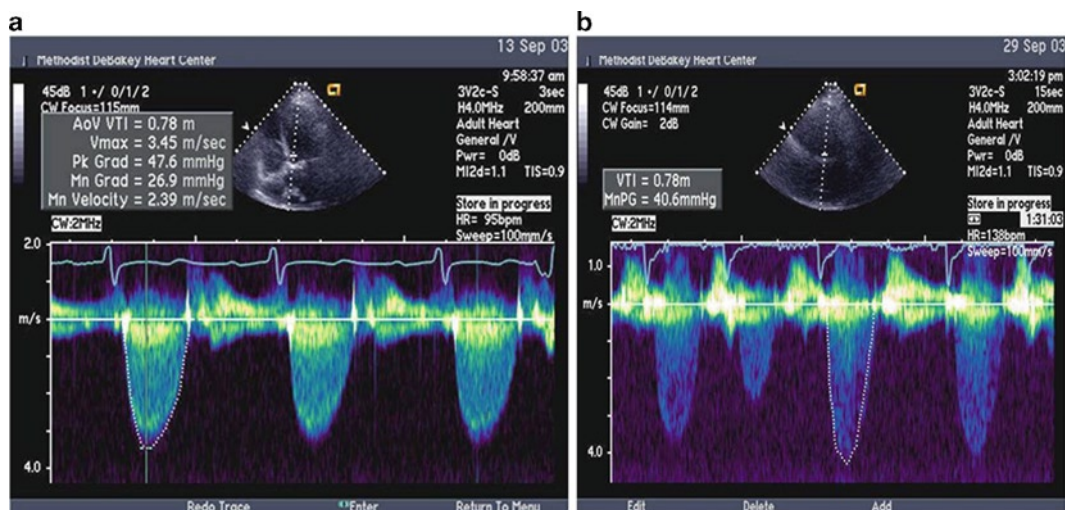 a
13 Sep 03
Methodist DeBakey Heart Center
9:58:37 am
45dB 1 •/ 0/1/2
CW Focus=115mm
3V2c-S 3sec
H4.0MHz 200mm
Adult Heart
General /V
Pwr= 0dB
MI2d=1.1 TIS=0.9
AoV VTI = 0.78 m
Vmax = 3.45 m/sec
Pk Grad = 47.6 mmHg
Mn Grad = 26.9 mmHg
Mn Velocity = 2.39 m/sec
Store in progress
HR= 95bpm
Sweep=100mm/s
CW:2MHz
2.0
m/s
4.0
Redo Trace Enter Return To Menu
b
29 Sep 03
Methodist DeBakey Heart Center
3:02:19 pm
45dB 1 •/ 0/1/2
CW Focus=114mm
CW Gain= 2dB
3V2c-S 15sec
H4.0MHz 200mm
Adult Heart
General /V
Pwr= 0dB
MI2d=1.1 TIS=0.9
VTI = 0.78m
MnPG = 40.6mmHg
Store in progress
1:31:03
HR=138bpm
Sweep=100mm/s
CW:2MHz
1.0
m/s
4.0
Edit Delete Add